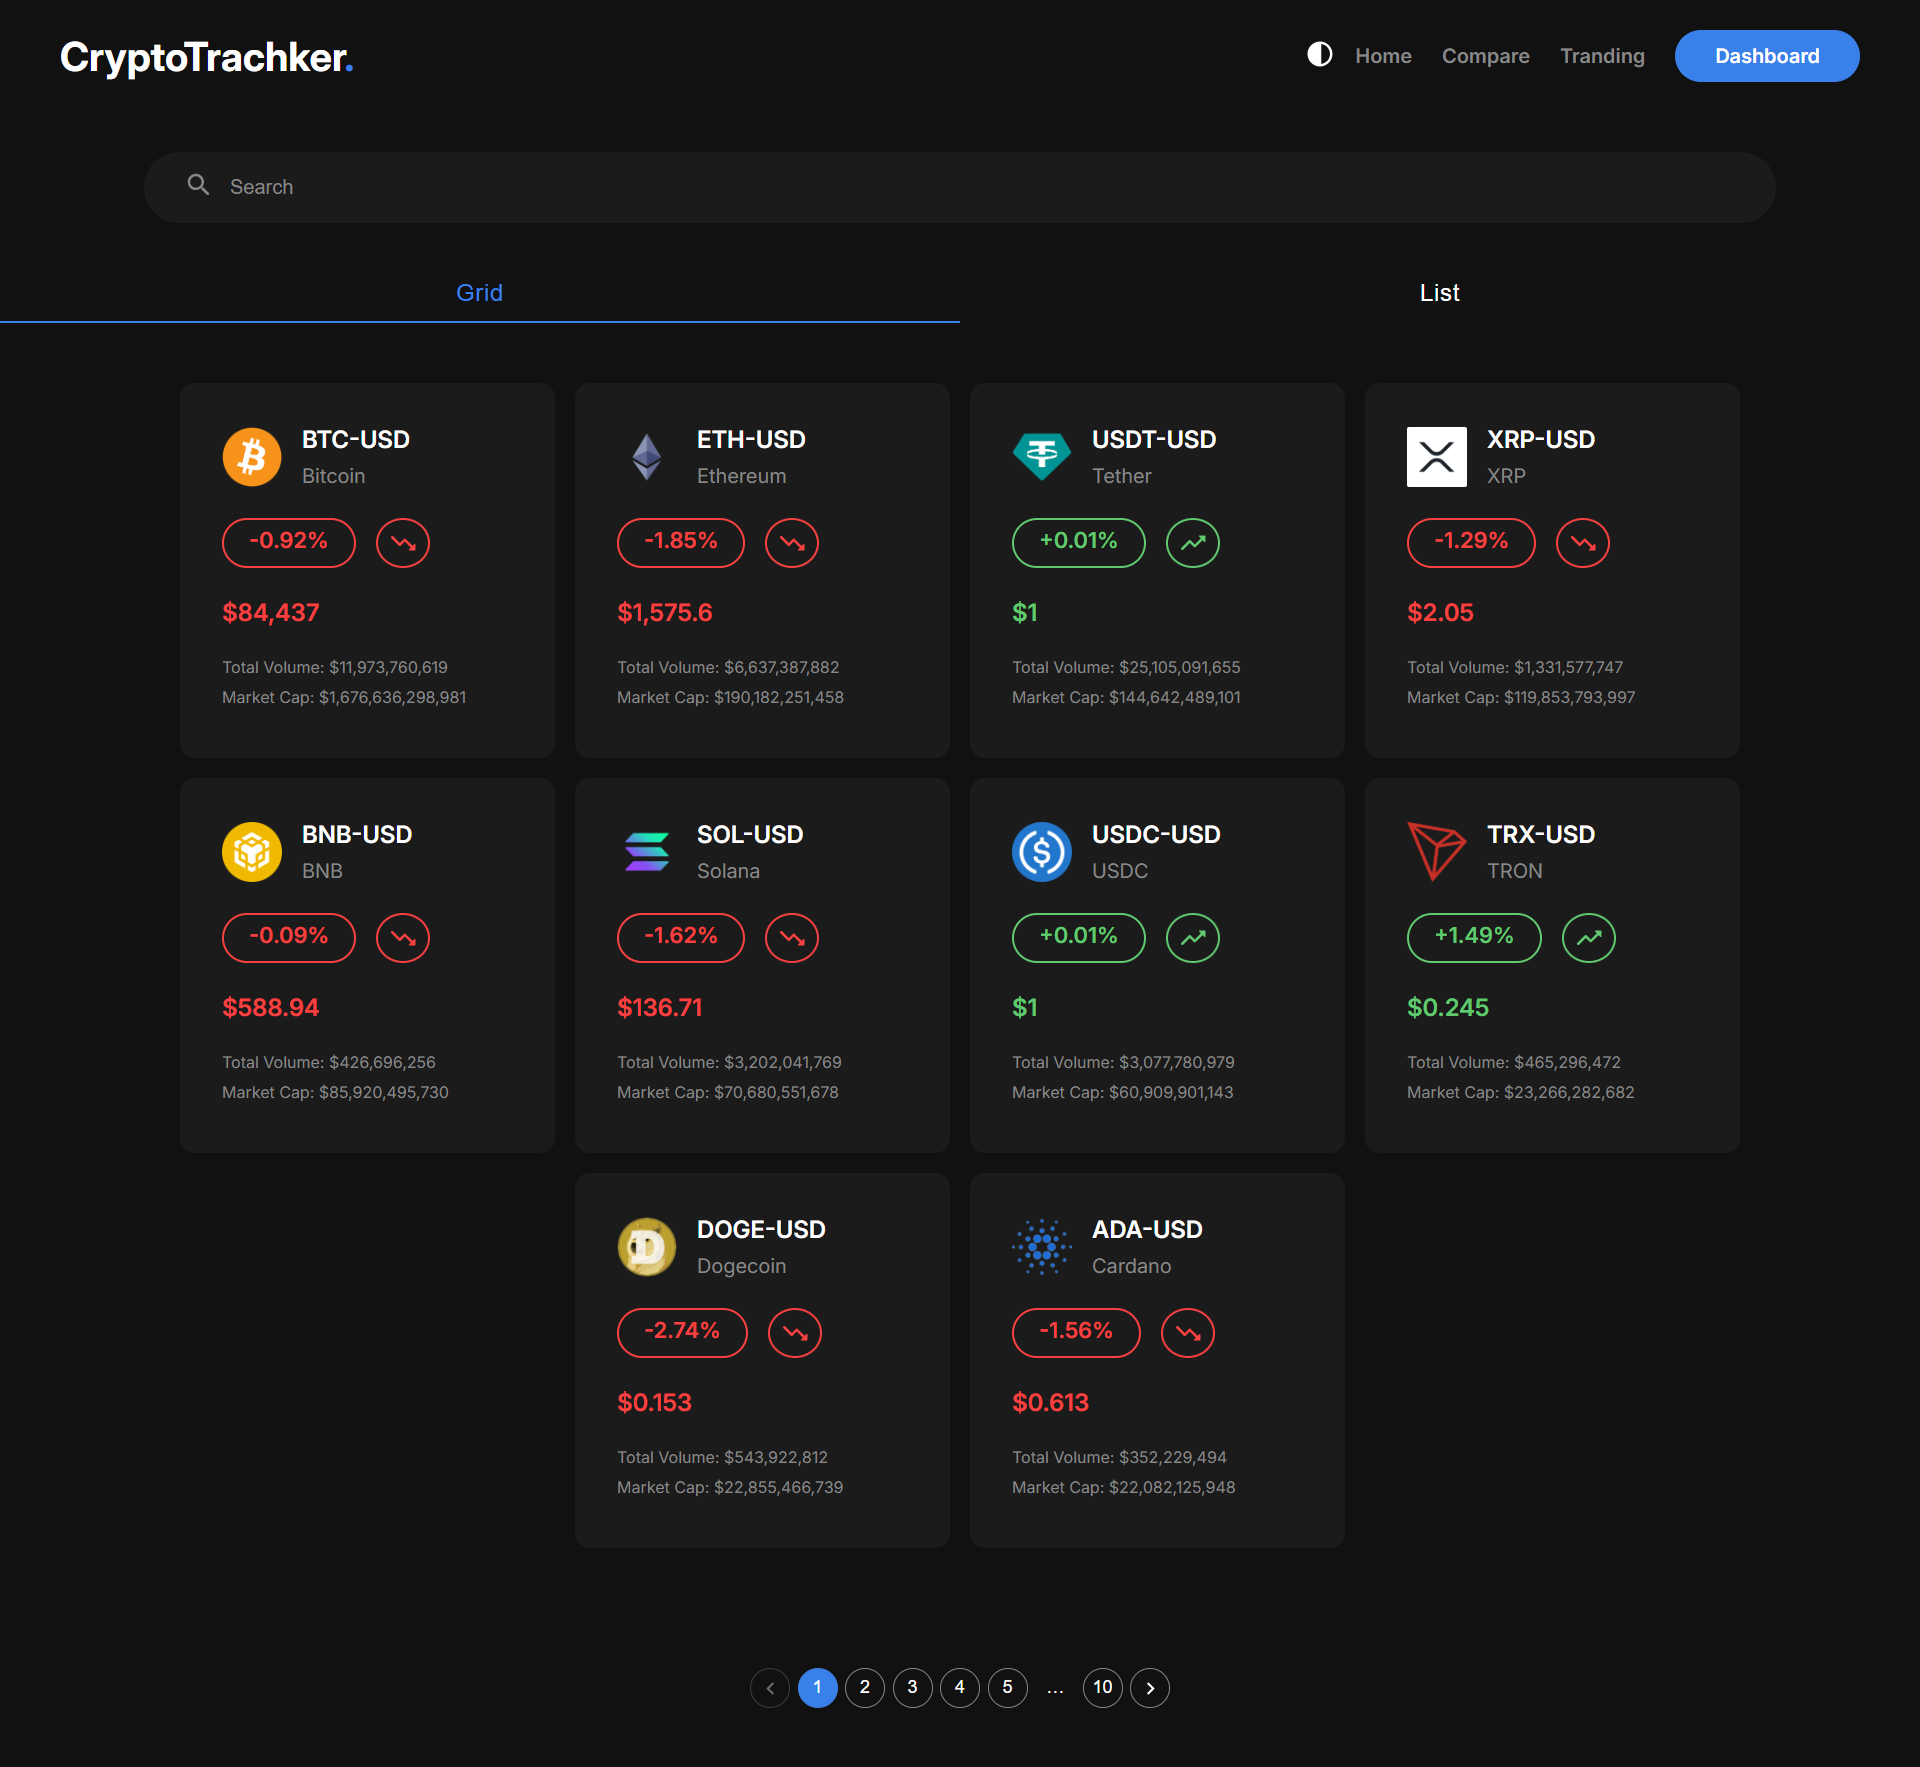 CryptoTrachker.
Home Compare Tranding Dashboard
Search
Grid List
BTC-USD
Bitcoin
-0.92%
$84,437
Total Volume: $11,973,760,619
Market Cap: $1,676,636,298,981
ETH-USD
Ethereum
-1.85%
$1,575.6
Total Volume: $6,637,387,882
Market Cap: $190,182,251,458
USDT-USD
Tether
+0.01%
$1
Total Volume: $25,105,091,655
Market Cap: $144,642,489,101
XRP-USD
XRP
-1.29%
$2.05
Total Volume: $1,331,577,747
Market Cap: $119,853,793,997
BNB-USD
BNB
-0.09%
$588.94
Total Volume: $426,696,256
Market Cap: $85,920,495,730
SOL-USD
Solana
-1.62%
$136.71
Total Volume: $3,202,041,769
Market Cap: $70,680,551,678
USDC-USD
USDC
+0.01%
$1
Total Volume: $3,077,780,979
Market Cap: $60,909,901,143
TRX-USD
TRON
+1.49%
$0.245
Total Volume: $465,296,472
Market Cap: $23,266,282,682
DOGE-USD
Dogecoin
-2.74%
$0.153
Total Volume: $543,922,812
Market Cap: $22,855,466,739
ADA-USD
Cardano
-1.56%
$0.613
Total Volume: $352,229,494
Market Cap: $22,082,125,948
1 2 3 4 5 ... 10